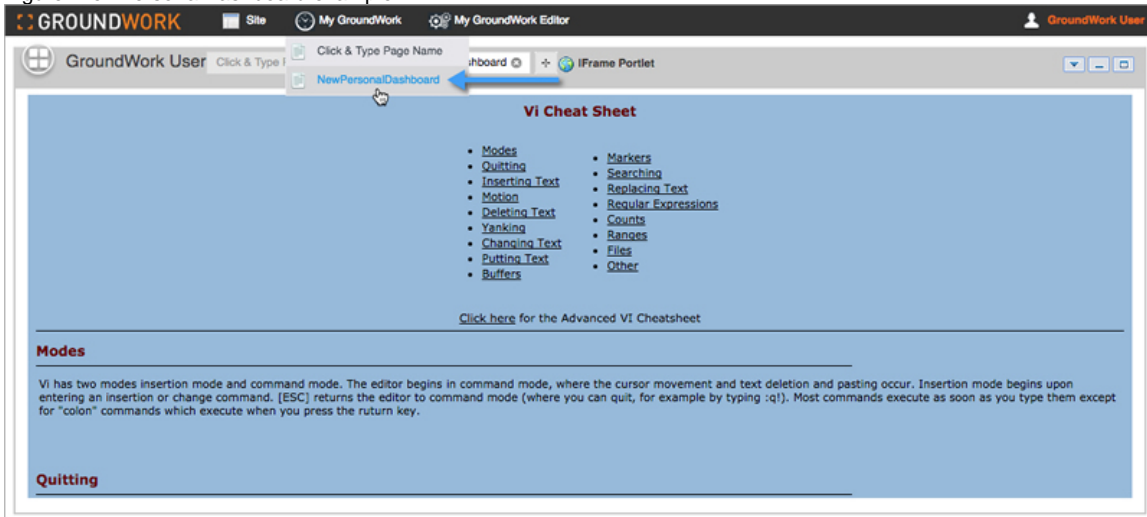 GROUNDWORK Site My GroundWork My GroundWork Editor GroundWork User
GroundWork User Click & Type shboard + IFrame Portlet
Click & Type Page Name
NewPersonalDashboard
Vi Cheat Sheet
• Modes
• Quitting
• Inserting Text
• Motion
• Deleting Text
• Yanking
• Changing Text
• Putting Text
• Buffers
• Markers
• Searching
• Replacing Text
• Regular Expressions
• Counts
• Ranges
• Files
• Other
Click here for the Advanced VI Cheatsheet
Modes
Vi has two modes insertion mode and command mode. The editor begins in command mode, where the cursor movement and text deletion and pasting occur. Insertion mode begins upon
entering an insertion or change command. [ESC] returns the editor to command mode (where you can quit, for example by typing :q!). Most commands execute as soon as you type them except
for "colon" commands which execute when you press the ruturn key.
Quitting